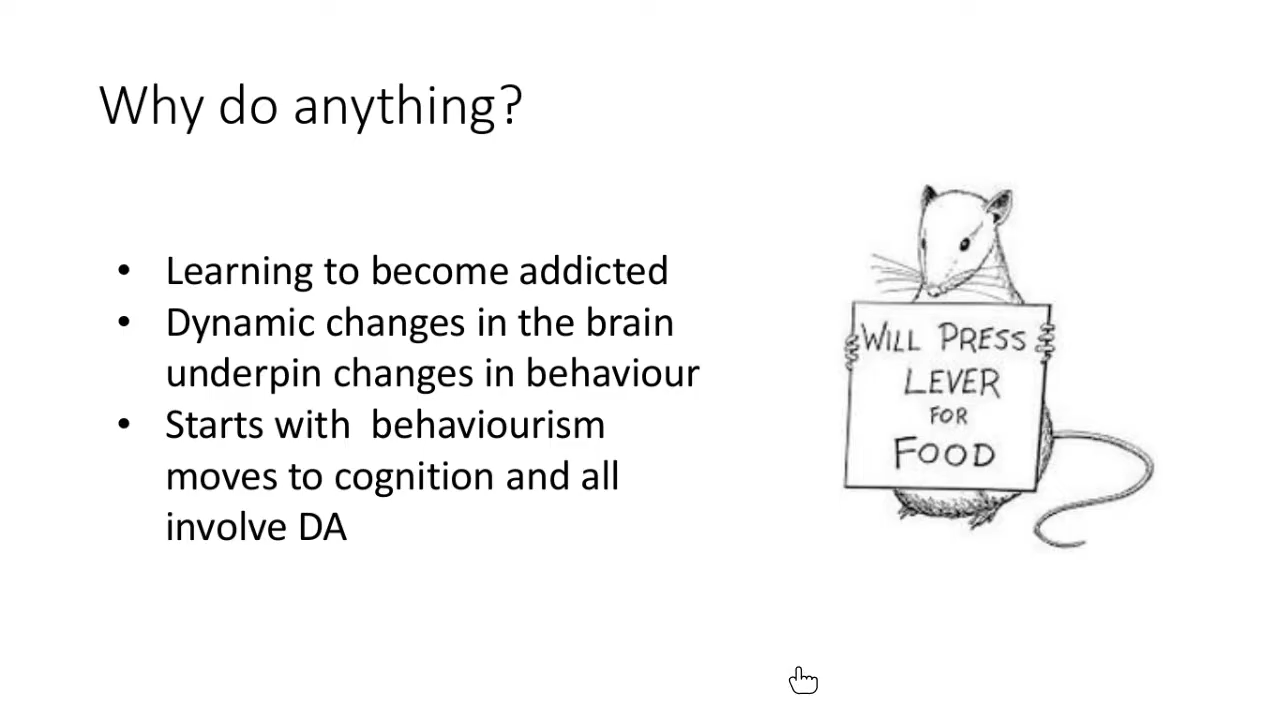 Why do anything?
• Learning to become addicted
• Dynamic changes in the brain
underpin changes in behaviour
• Starts with  behaviourism
moves to cognition and all
involve DA
WILL PRESS
LEVER
FOR
FOOD